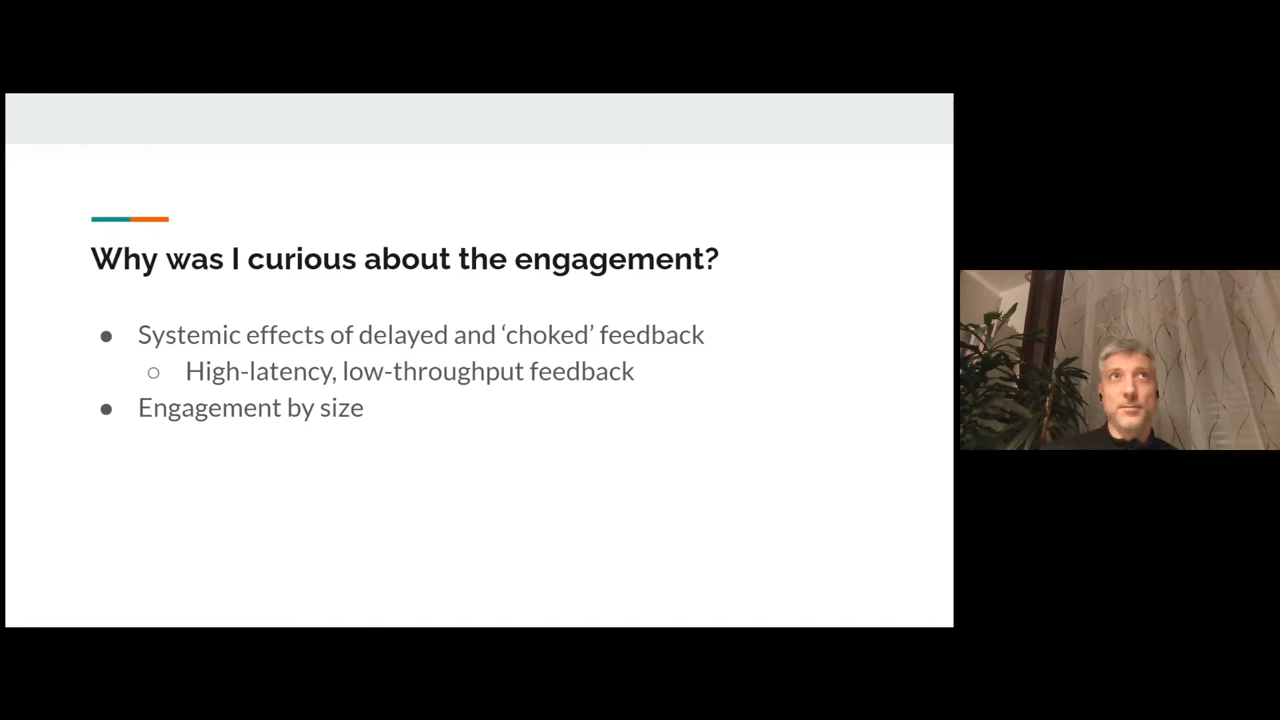 Why was I curious about the engagement?
● Systemic effects of delayed and ‘choked’ feedback
○ High-latency, low-throughput feedback
● Engagement by size